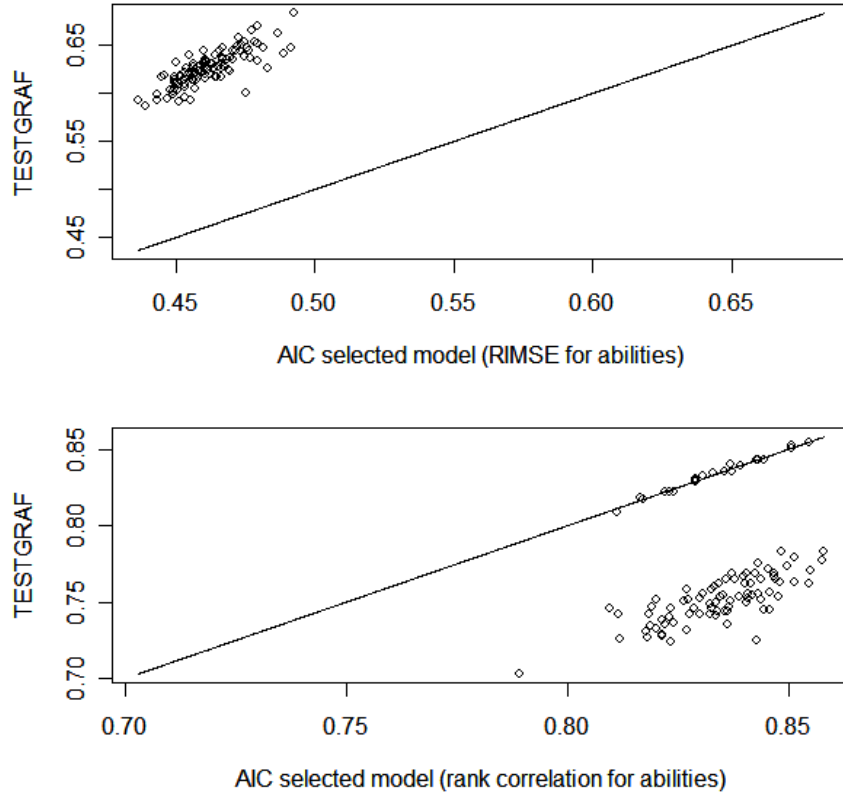 TESTGRAF
0.65
0.55
0.45
0.45 0.50 0.55 0.60 0.65
AIC selected model (RIMSE for abilities)
TESTGRAF
0.85
0.80
0.75
0.70
0.70 0.75 0.80 0.85
AIC selected model (rank correlation for abilities)